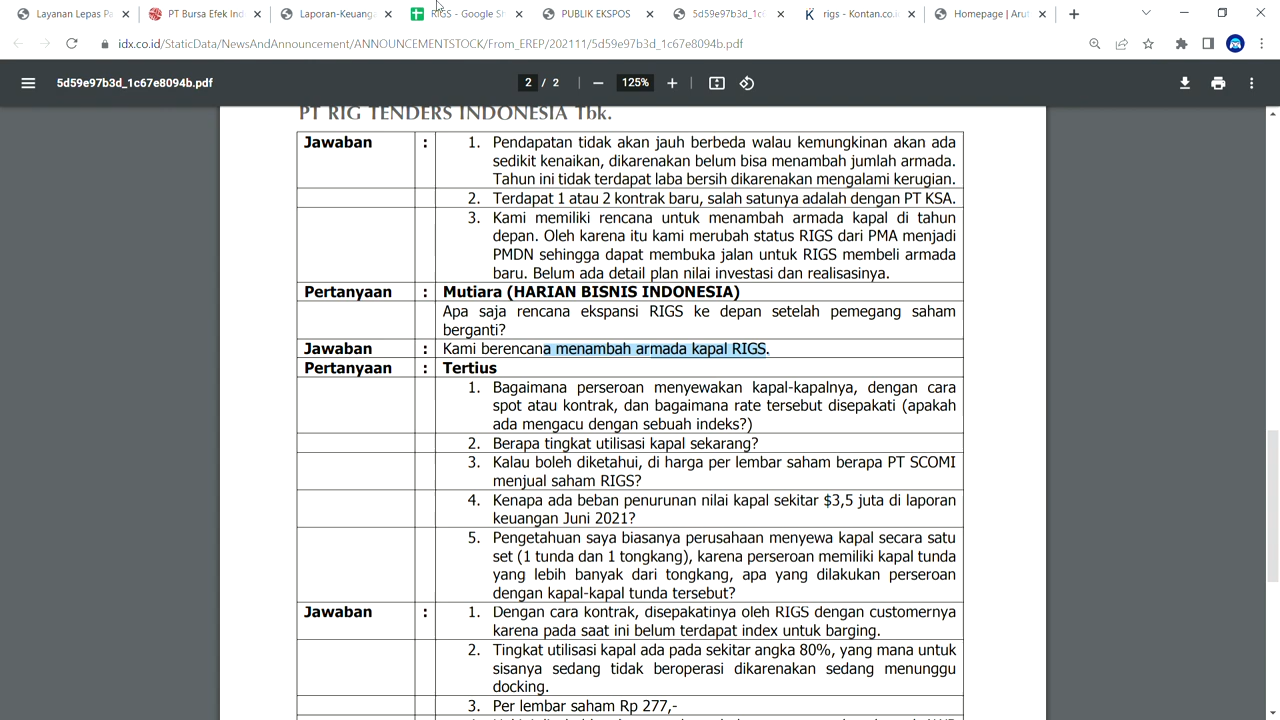 Layanan Lepas Pa
PT Bursa Efek Ind
Laporan-Keuanga
RIGS - Google Sh
PUBLIK EKSPOS
5d59e97b3d_1c6
rigs - Kontan.co.i
Homepage | Arut
idx.co.id/StaticData/NewsAndAnnouncement/ANNOUNCEMENTSTOCK/From_EREP/202111/5d59e97b3d_1c67e8094b.pdf
5d59e97b3d_1c67e8094b.pdf
2 / 2
125%
PT RIG TENDERS INDONESIA Tbk.
Jawaban : 1. Pendapatan tidak akan jauh berbeda walau kemungkinan akan ada
sedikit kenaikan, dikarenakan belum bisa menambah jumlah armada.
Tahun ini tidak terdapat laba bersih dikarenakan mengalami kerugian.
2. Terdapat 1 atau 2 kontrak baru, salah satunya adalah dengan PT KSA.
3. Kami memiliki rencana untuk menambah armada kapal di tahun
depan. Oleh karena itu kami merubah status RIGS dari PMA menjadi
PMDN sehingga dapat membuka jalan untuk RIGS membeli armada
baru. Belum ada detail plan nilai investasi dan realisasinya.
Pertanyaan : Mutiara (HARIAN BISNIS INDONESIA)
Apa saja rencana ekspansi RIGS ke depan setelah pemegang saham
berganti?
Jawaban : Kami berencana menambah armada kapal RIGS.
Pertanyaan : Tertius
1. Bagaimana perseroan menyewakan kapal-kapalnya, dengan cara
spot atau kontrak, dan bagaimana rate tersebut disepakati (apakah
ada mengacu dengan sebuah indeks?)
2. Berapa tingkat utilisasi kapal sekarang?
3. Kalau boleh diketahui, di harga per lembar saham berapa PT SCOMI
menjual saham RIGS?
4. Kenapa ada beban penurunan nilai kapal sekitar $3,5 juta di laporan
keuangan Juni 2021?
5. Pengetahuan saya biasanya perusahaan menyewa kapal secara satu
set (1 tunda dan 1 tongkang), karena perseroan memiliki kapal tunda
yang lebih banyak dari tongkang, apa yang dilakukan perseroan
dengan kapal-kapal tunda tersebut?
Jawaban : 1. Dengan cara kontrak, disepakatinya oleh RIGS dengan customernya
karena pada saat ini belum terdapat index untuk barging.
2. Tingkat utilisasi kapal ada pada sekitar angka 80%, yang mana untuk
sisanya sedang tidak beroperasi dikarenakan sedang menunggu
docking.
3. Per lembar saham Rp 277,-